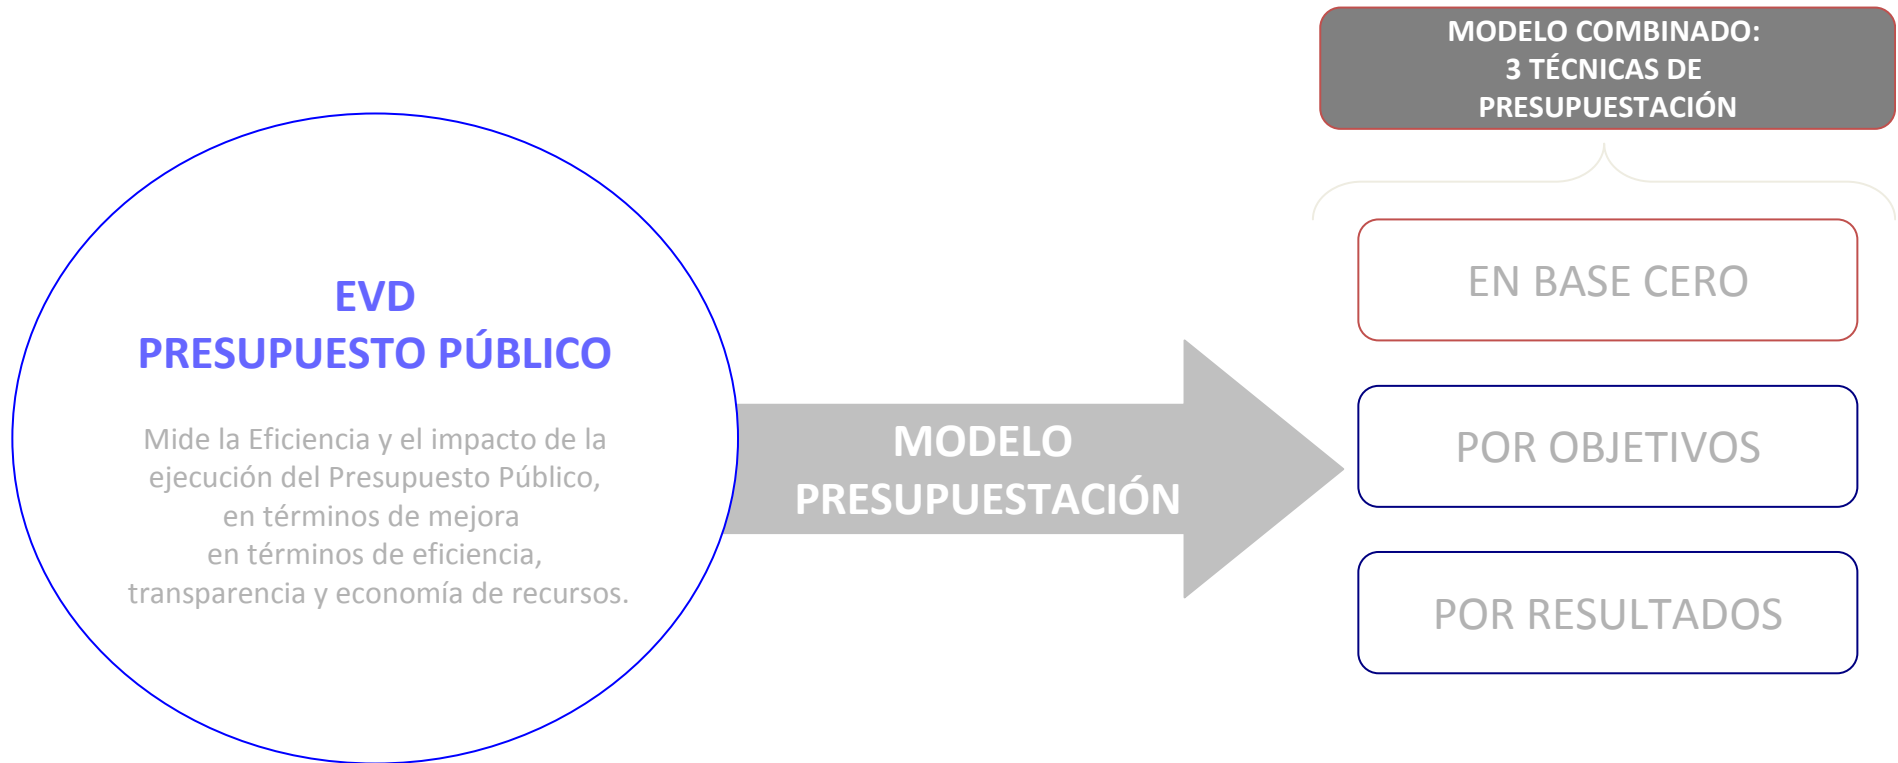 EVD
PRESUPUESTO PÚBLICO
Mide la Eficiencia y el impacto de la
ejecución del Presupuesto Público,
en términos de mejora
en términos de eficiencia,
transparencia y economía de recursos.
MODELO
PRESUPUESTACIÓN
MODELO COMBINADO:
3 TÉCNICAS DE
PRESUPUESTACIÓN
EN BASE CERO
POR OBJETIVOS
POR RESULTADOS